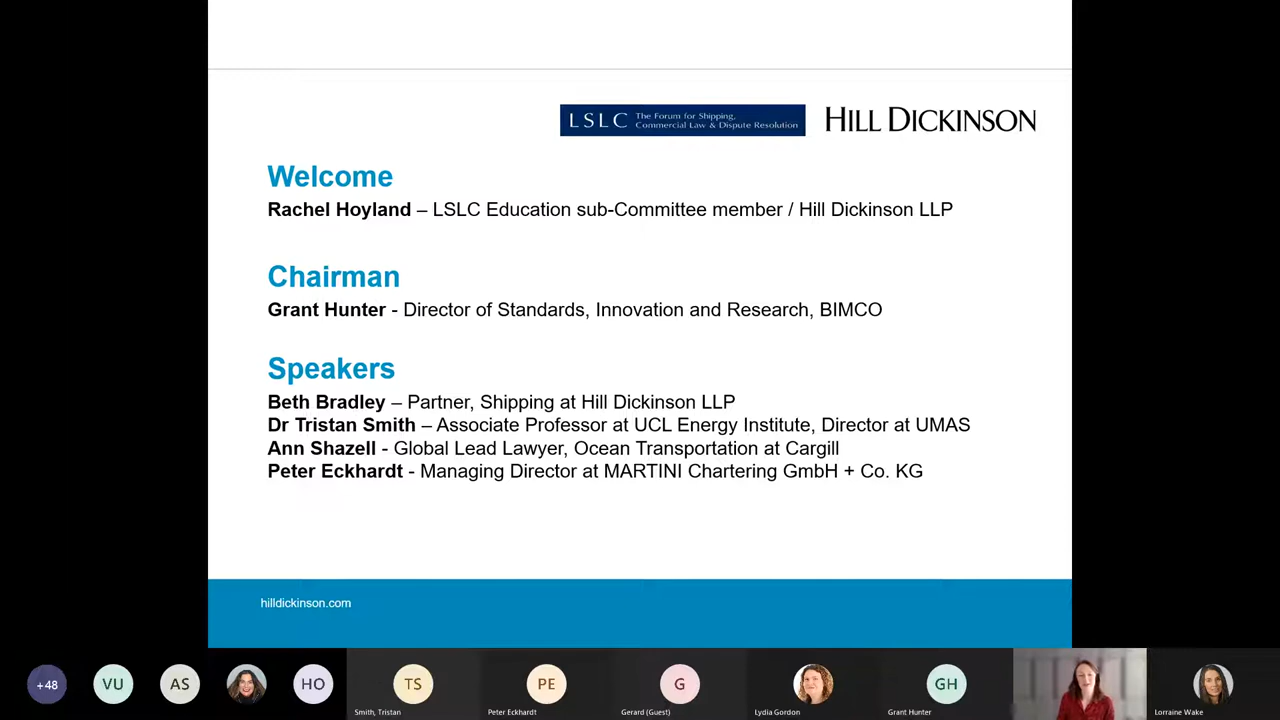 LSLC The Forum for Shipping,
Commercial Law & Dispute Resolution
HILL DICKINSON
Welcome
Rachel Hoyland – LSLC Education sub-Committee member / Hill Dickinson LLP
Chairman
Grant Hunter - Director of Standards, Innovation and Research, BIMCO
Speakers
Beth Bradley – Partner, Shipping at Hill Dickinson LLP
Dr Tristan Smith – Associate Professor at UCL Energy Institute, Director at UMAS
Ann Shazell - Global Lead Lawyer, Ocean Transportation at Cargill
Peter Eckhardt - Managing Director at MARTINI Chartering GmbH + Co. KG
hilldickinson.com
+48 VU AS HO TS PE G GH
Smith, Tristan Peter Eckhardt Gerard (Guest) Lydia Gordon Grant Hunter Lorraine Wake